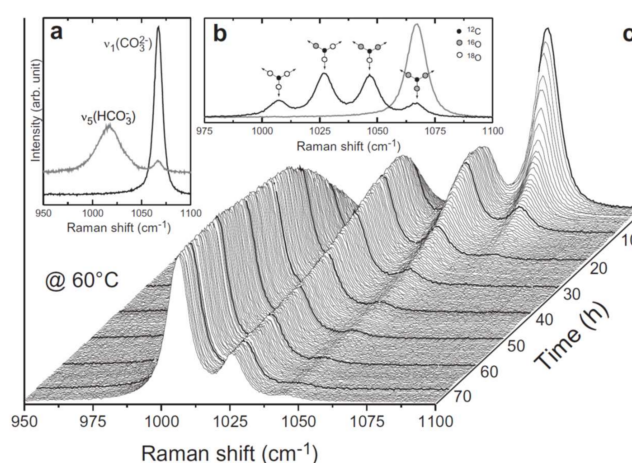 a
b
c
ν₁(CO₃²⁻)
ν₅(HCO₃⁻)
Intensity (arb. unit)
950 1000 1050 1100
Raman shift (cm⁻¹)
¹²C
¹⁶O
¹⁸O
975 1000 1025 1050 1075 1100
Raman shift (cm⁻¹)
@ 60°C
10
20
30
40
50
60
70
Time (h)
950 975 1000 1025 1050 1075 1100
Raman shift (cm⁻¹)